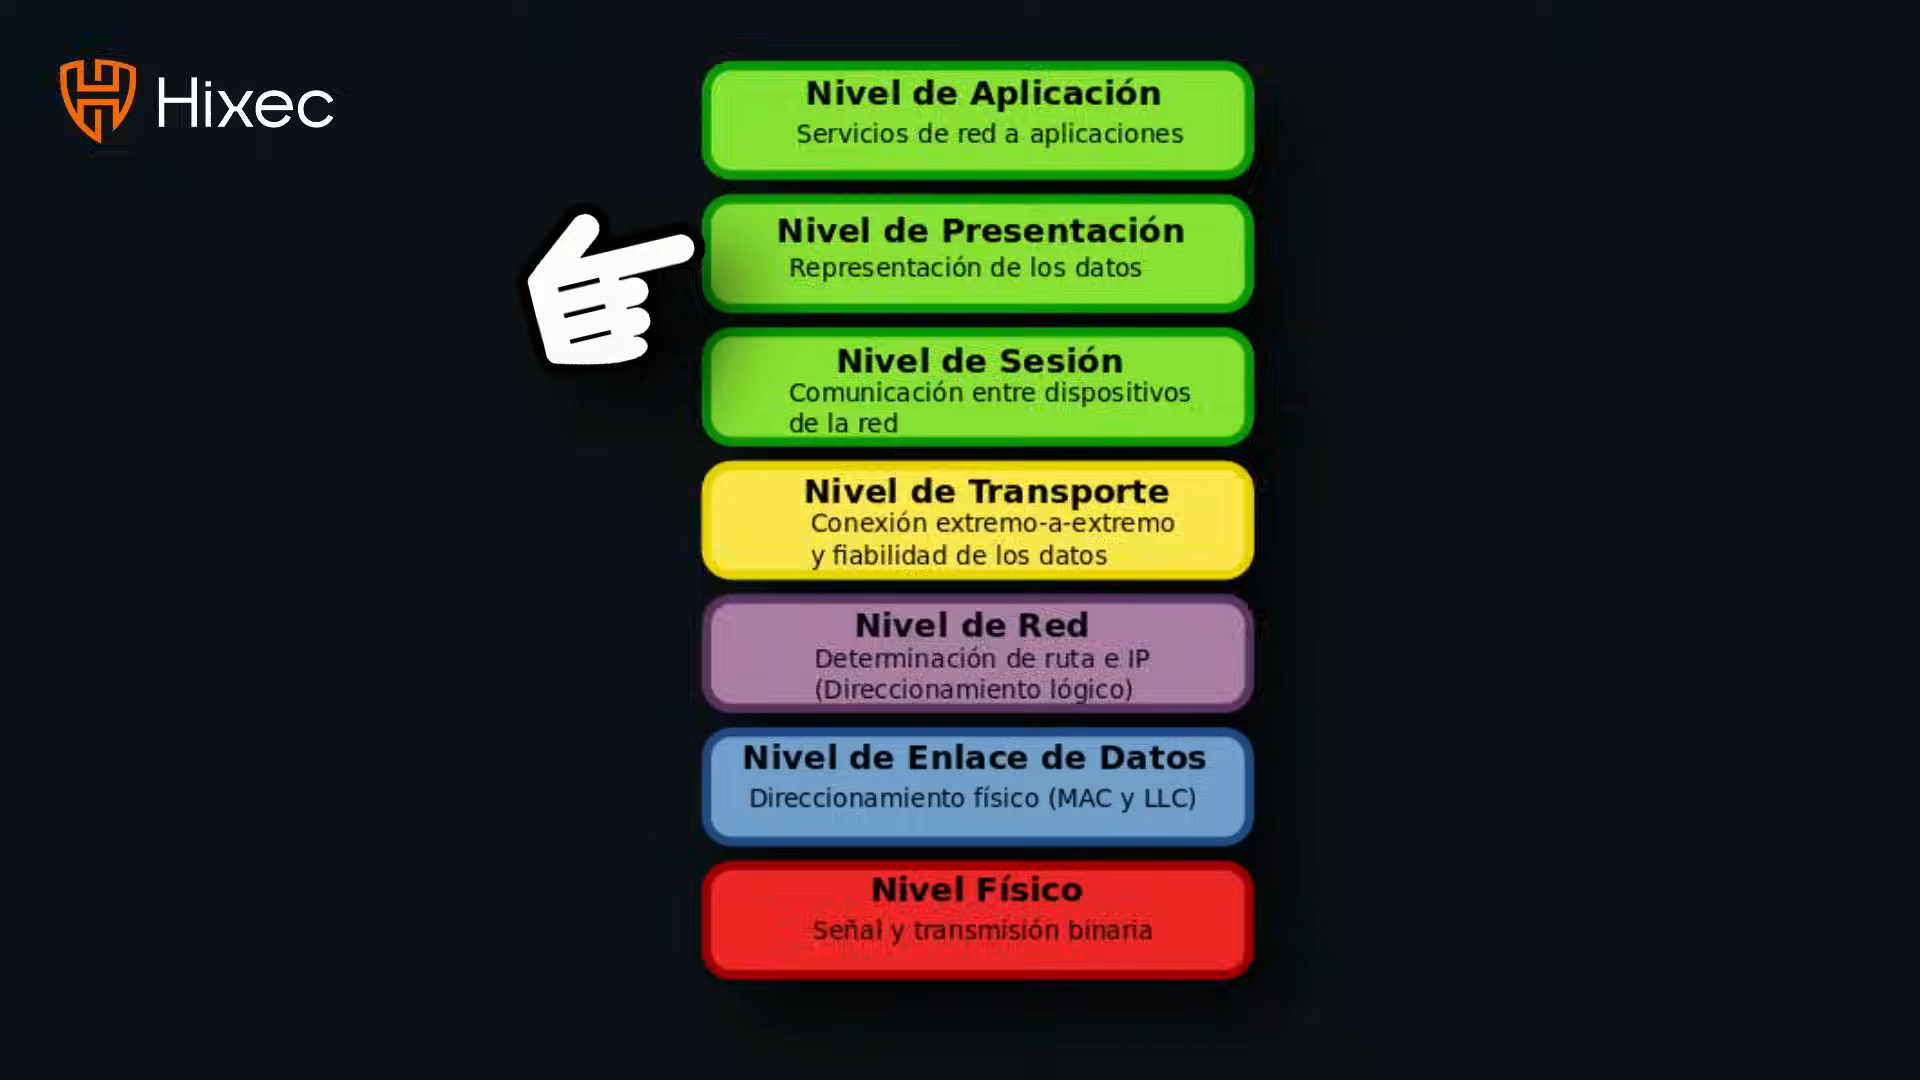 Hixec
Nivel de Aplicación
Servicios de red a aplicaciones
Nivel de Presentación
Representación de los datos
Nivel de Sesión
Comunicación entre dispositivos
de la red
Nivel de Transporte
Conexión extremo-a-extremo
y fiabilidad de los datos
Nivel de Red
Determinación de ruta e IP
(Direccionamiento lógico)
Nivel de Enlace de Datos
Direccionamiento físico (MAC y LLC)
Nivel Físico
Señal y transmisión binaria